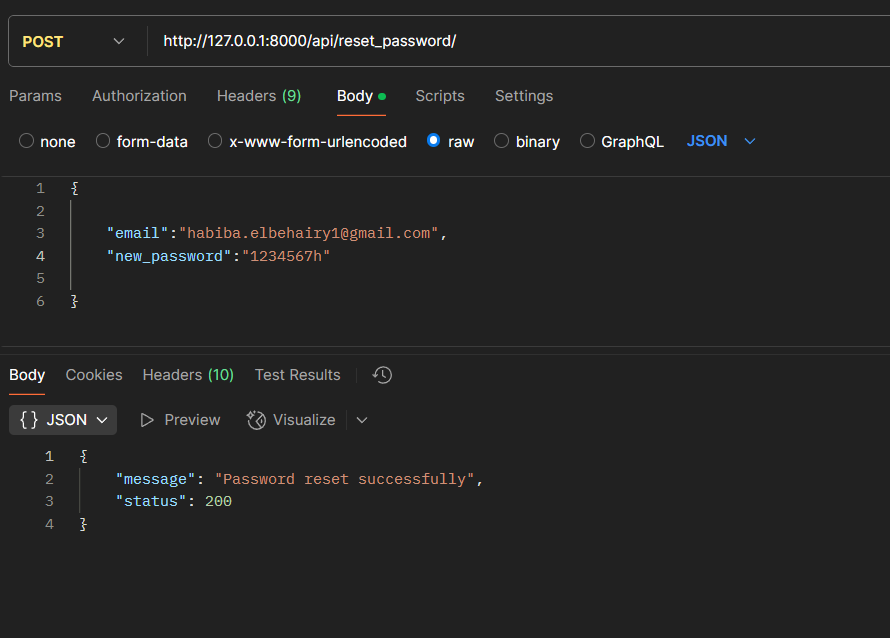 POST http://127.0.0.1:8000/api/reset_password/
Params Authorization Headers (9) Body Scripts Settings
none form-data x-www-form-urlencoded raw binary GraphQL JSON
1 {
2
3 "email":"habiba.elbehairy1@gmail.com",
4 "new_password":"1234567h"
5
6 }
Body Cookies Headers (10) Test Results
{} JSON Preview Visualize
1 {
2 "message": "Password reset successfully",
3 "status": 200
4 }